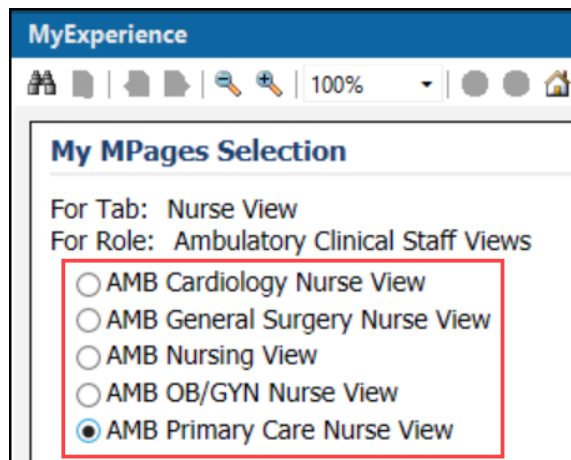 MyExperience
100%
My MPages Selection
For Tab: Nurse View
For Role: Ambulatory Clinical Staff Views
AMB Cardiology Nurse View
AMB General Surgery Nurse View
AMB Nursing View
AMB OB/GYN Nurse View
AMB Primary Care Nurse View